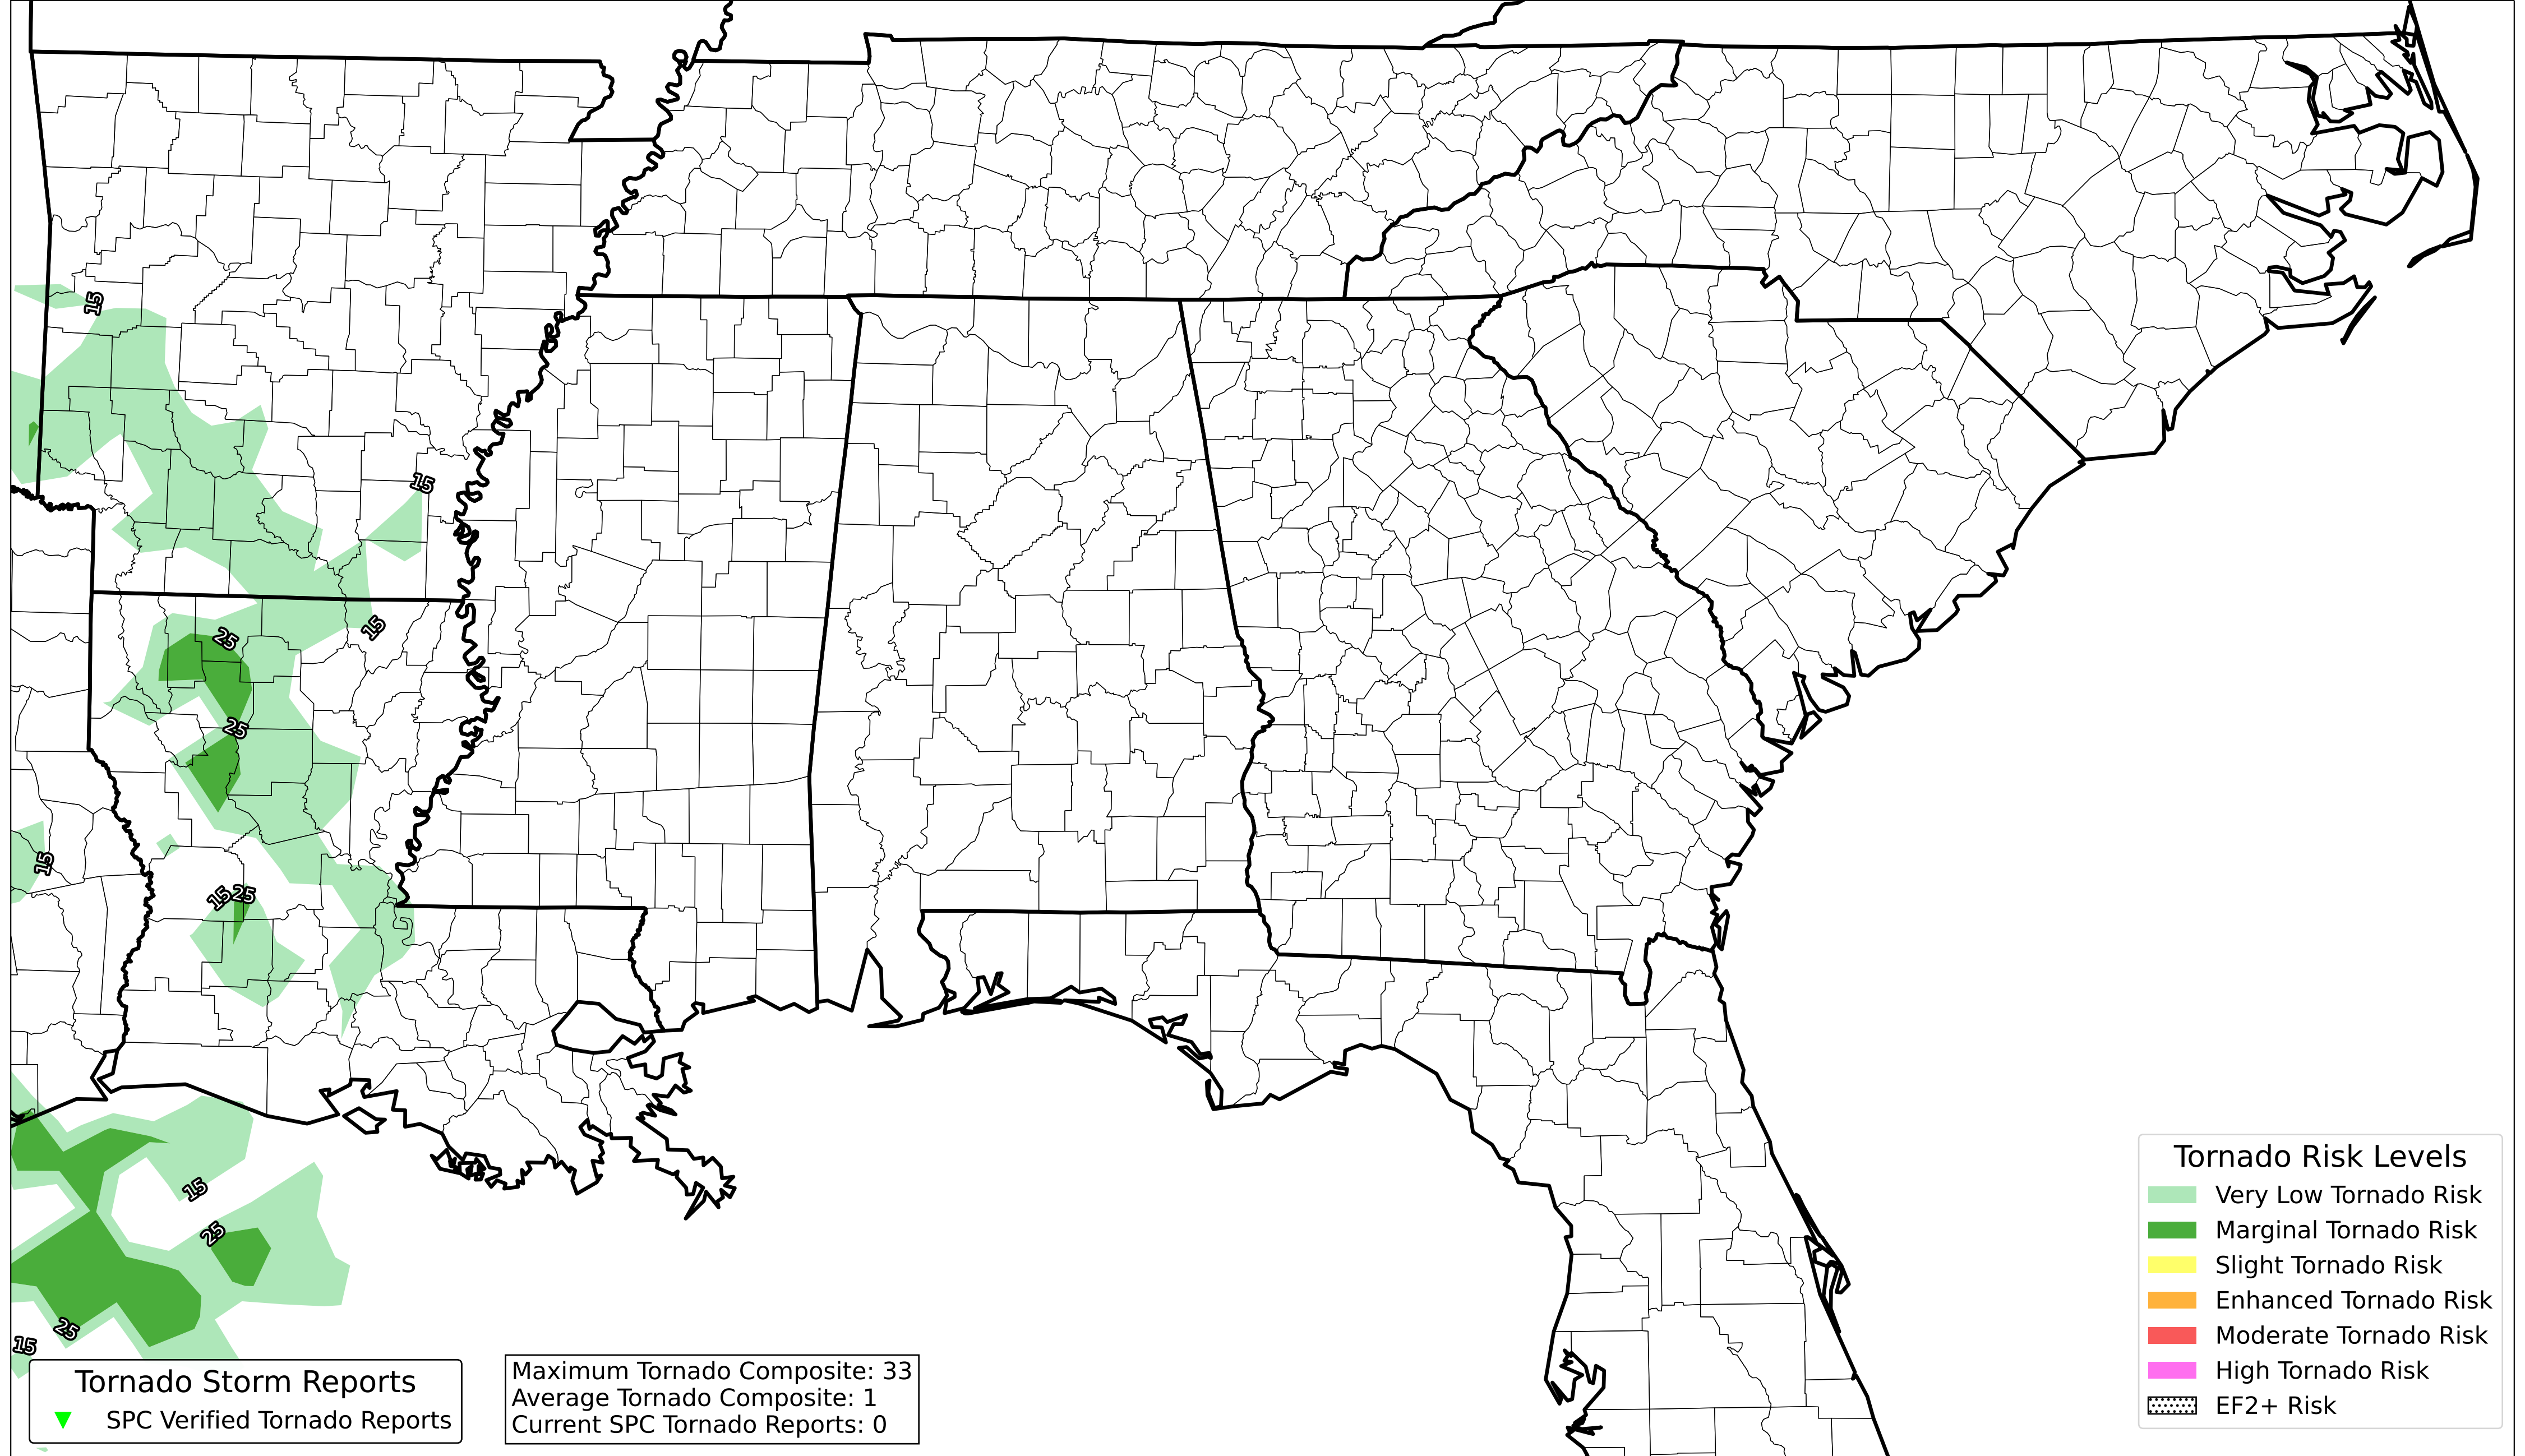 15
15
25
15
25
15
15 25
15
25
25
15
Tornado Storm Reports
SPC Verified Tornado Reports
Maximum Tornado Composite: 33
Average Tornado Composite: 1
Current SPC Tornado Reports: 0
Tornado Risk Levels
Very Low Tornado Risk
Marginal Tornado Risk
Slight Tornado Risk
Enhanced Tornado Risk
Moderate Tornado Risk
High Tornado Risk
EF2+ Risk